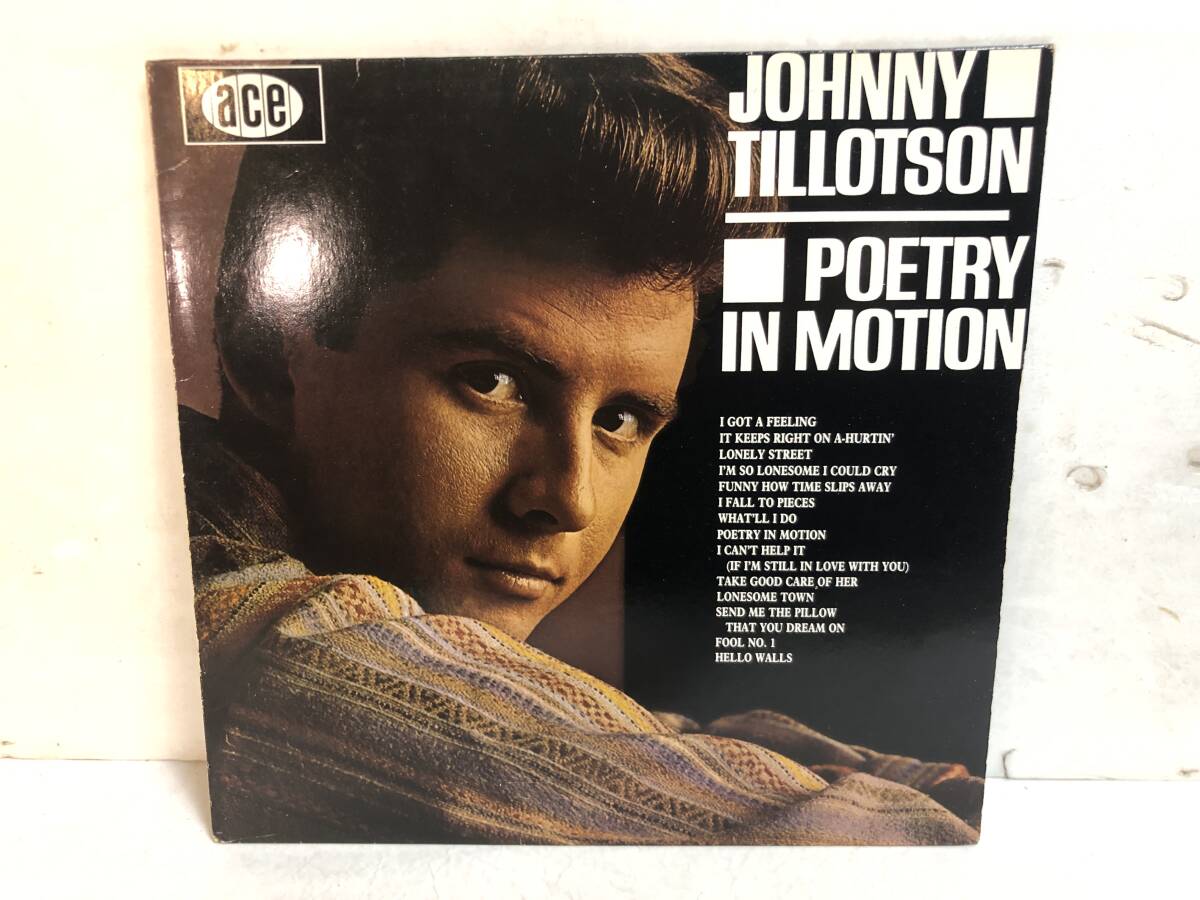 ace
JOHNNY
TILLOTSON
POETRY
IN MOTION
I GOT A FEELING
IT KEEPS RIGHT ON A-HURTIN'
LONELY STREET
I'M SO LONESOME I COULD CRY
FUNNY HOW TIME SLIPS AWAY
I FALL TO PIECES
WHAT'LL I DO
POETRY IN MOTION
I CAN'T HELP IT
(IF I'M STILL IN LOVE WITH YOU)
TAKE GOOD CARE OF HER
LONESOME TOWN
SEND ME THE PILLOW
THAT YOU DREAM ON
FOOL NO. 1
HELLO WALLS